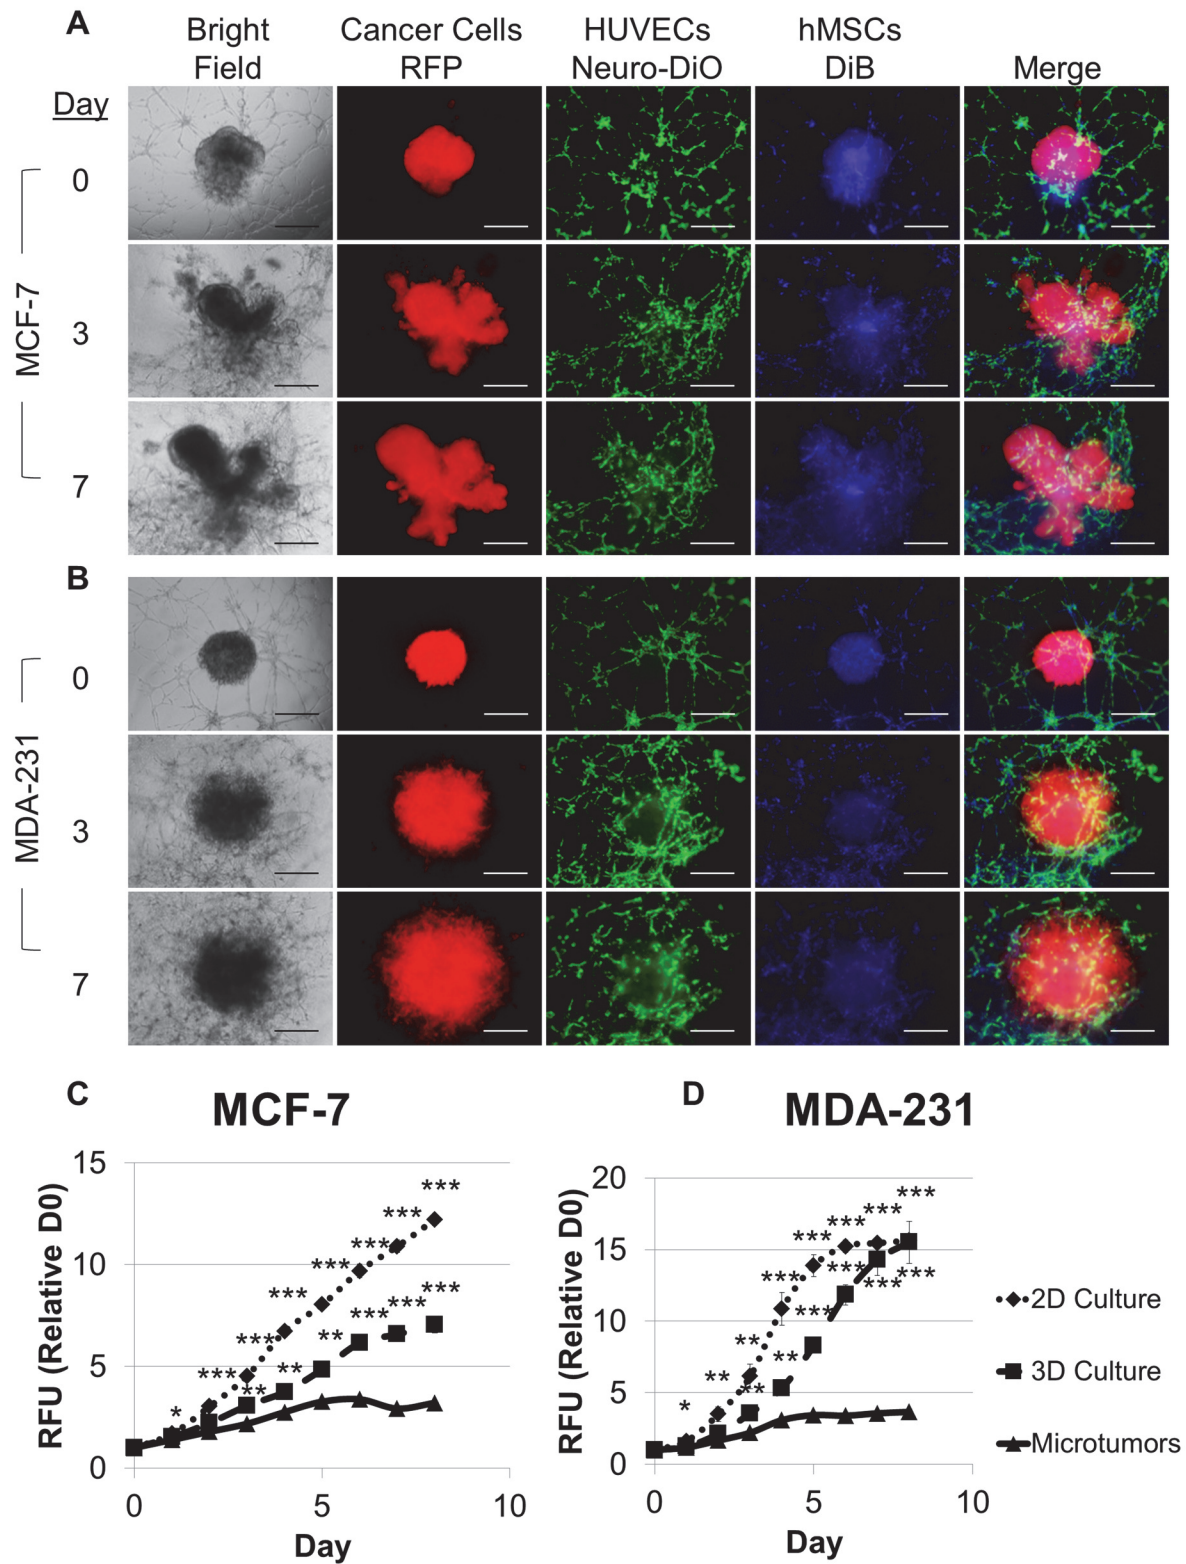 A
Bright Field
Cancer Cells RFP
HUVECs Neuro-DiO
hMSCs DiB
Merge
Day
MCF-7
0
3
7
B
MDA-231
0
3
7
C
MCF-7
RFU (Relative D0)
15
10
5
0
*
***
***
***
***
***
***
***
**
**
**
***
***
***
0
5
10
Day
D
MDA-231
RFU (Relative D0)
20
15
10
5
0
*
**
**
***
***
***
***
***
**
**
***
***
***
***
0
5
10
Day
2D Culture
3D Culture
Microtumors